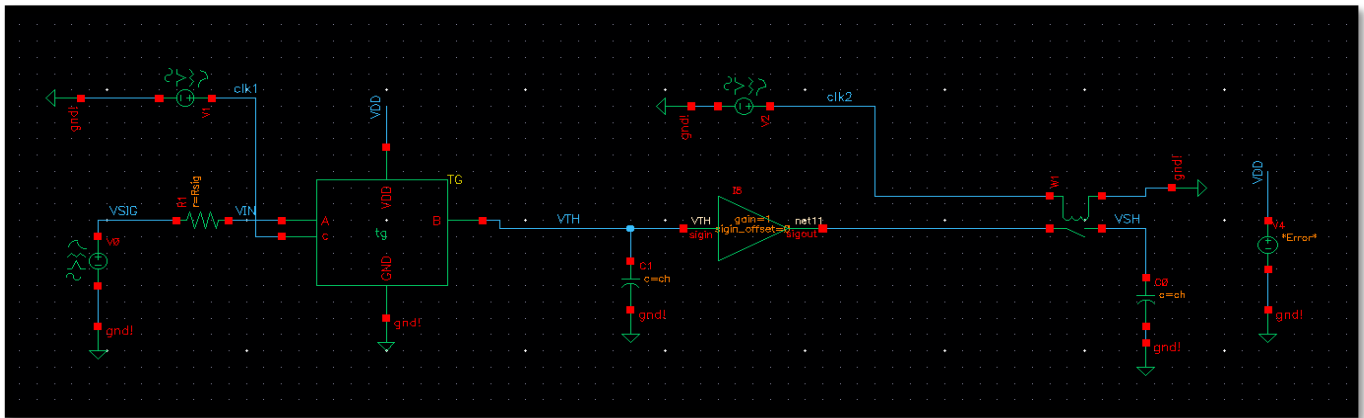 clk1
V1
gnd!
VDD
TG
VSIG
R1
r=Rsig
VIN
A
C
VDD
tg
B
GND
gnd!
V0
gnd!
VTH
C1
c=ch
gnd!
clk2
V2
gnd!
I8
VTH
gain=1
net11
sigin
sigin_offset=0
sigout
W1
gnd!
VSH
C0
c=ch
gnd!
VDD
V4
*Error*
gnd!